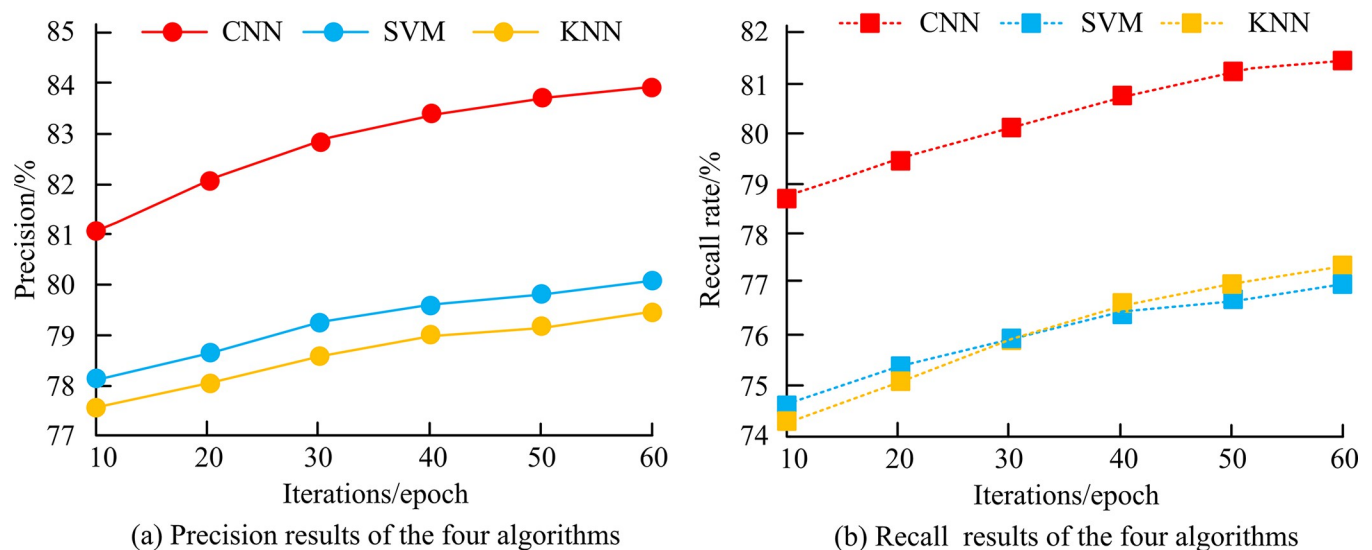 CNN SVM KNN
85
84
83
82
81
80
79
78
77
Precision/%
10 20 30 40 50 60
Iterations/epoch
(a) Precision results of the four algorithms
CNN SVM KNN
82
81
80
79
78
77
76
75
74
Recall rate/%
10 20 30 40 50 60
Iterations/epoch
(b) Recall results of the four algorithms